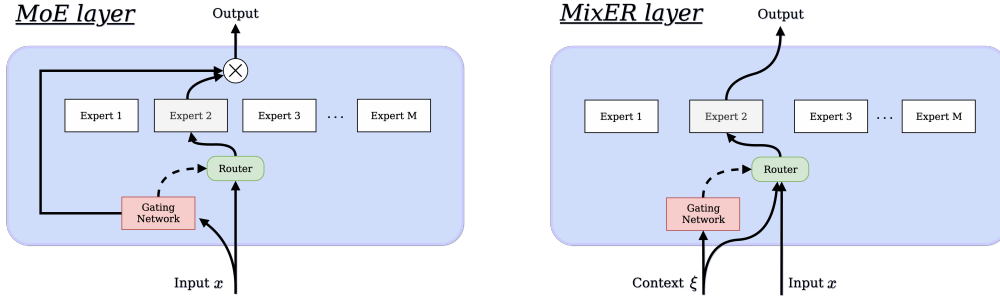 MoE layer
Output
Expert 1
Expert 2
Expert 3
...
Expert M
Router
Gating
Network
Input x
MixER layer
Output
Expert 1
Expert 2
Expert 3
...
Expert M
Router
Gating
Network
Context ξ
Input x